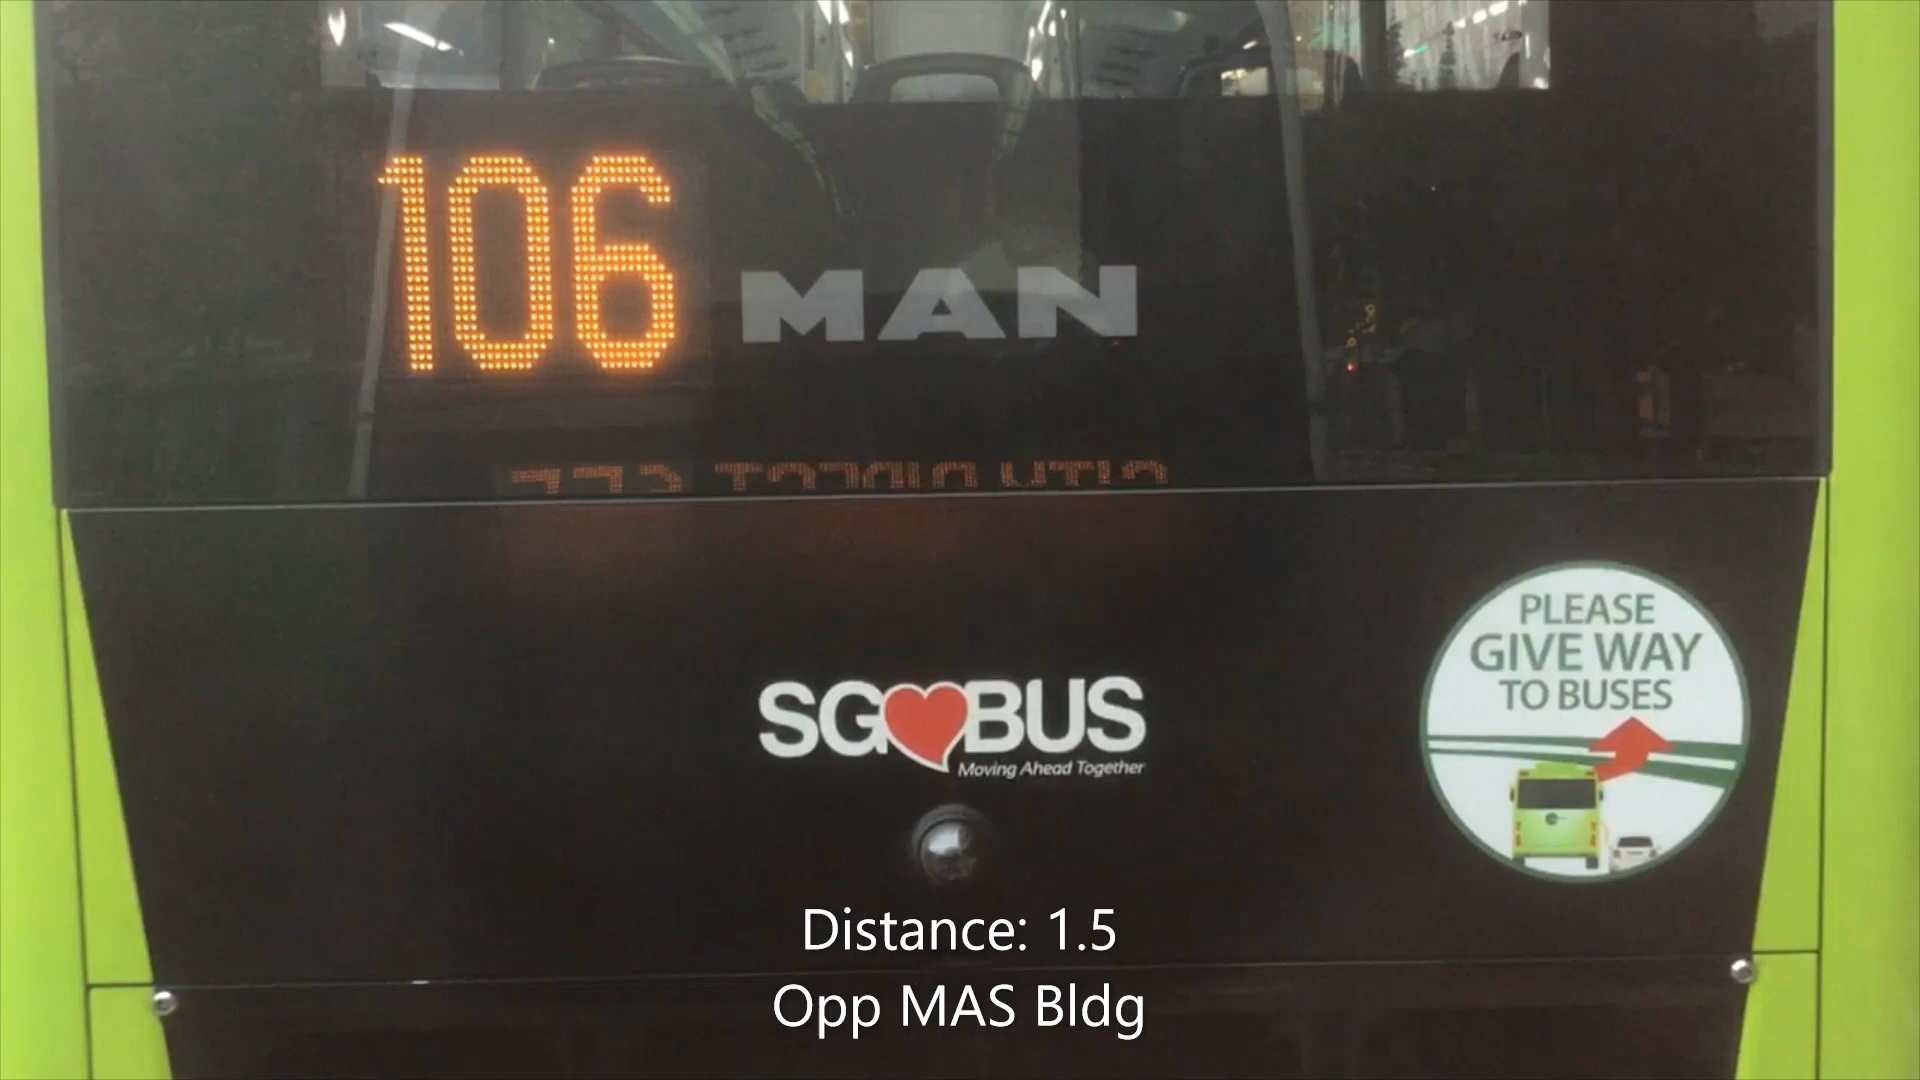 106
MAN
PLEASE
GIVE WAY
TO BUSES
SG BUS
Moving Ahead Together
Distance: 1.5
Opp MAS Bldg